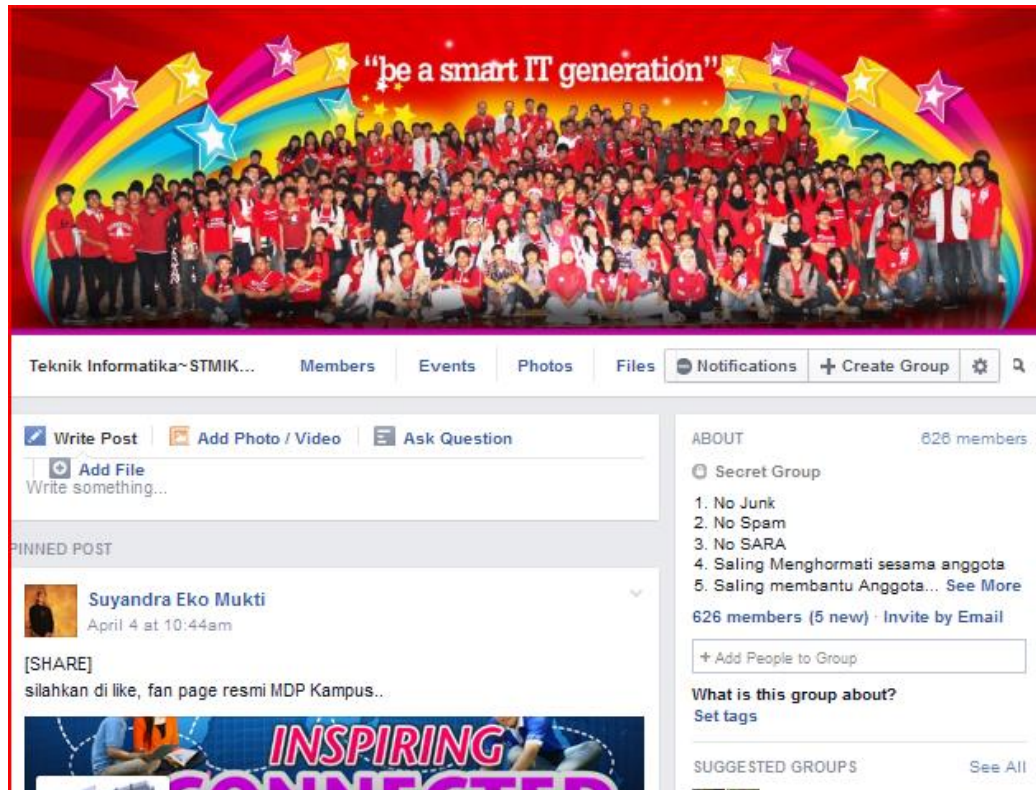 “be a smart IT generation”
Teknik Informatika~STMIK... Members Events Photos Files Notifications Create Group
Write Post Add Photo / Video Ask Question
Add File
Write something...
PINNED POST
Suyandra Eko Mukti
April 4 at 10:44am
[SHARE]
silahkan di like, fan page resmi MDP Kampus..
INSPIRING
CONNECTED
ABOUT 626 members
Secret Group
1. No Junk
2. No Spam
3. No SARA
4. Saling Menghormati sesama anggota
5. Saling membantu Anggota... See More
626 members (5 new) · Invite by Email
+ Add People to Group
What is this group about?
Set tags
SUGGESTED GROUPS See All